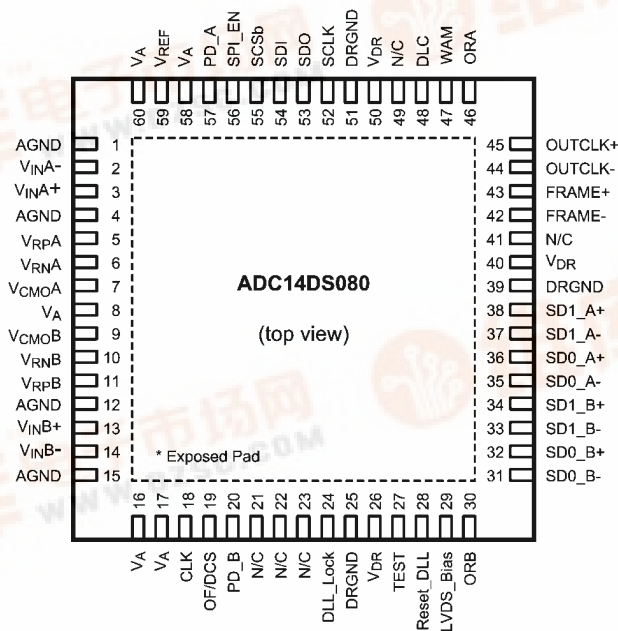 VA VREF VA PD_A SPI_EN SCSb SDI SDO SCLK DRGND VDR N/C DLC WAM ORA
60 59 58 57 56 55 54 53 52 51 50 49 48 47 46
AGND 1 45 OUTCLK+
VINA- 2 44 OUTCLK-
VINA+ 3 43 FRAME+
AGND 4 42 FRAME-
VRPA 5 41 N/C
VRNA 6 40 VDR
VCMOA 7 ADC14DS080 39 DRGND
VA 8 38 SD1_A+
VCMOB 9 (top view) 37 SD1_A-
VRNB 10 36 SD0_A+
VRPB 11 35 SD0_A-
AGND 12 34 SD1_B+
VINB+ 13 33 SD1_B-
VINB- 14 * Exposed Pad 32 SD0_B+
AGND 15 31 SD0_B-
16 17 18 19 20 21 22 23 24 25 26 27 28 29 30
VA VA CLK OF/DCS PD_B N/C N/C N/C DLL_Lock DRGND VDR TEST Reset_DLL LVDS_Bias ORB